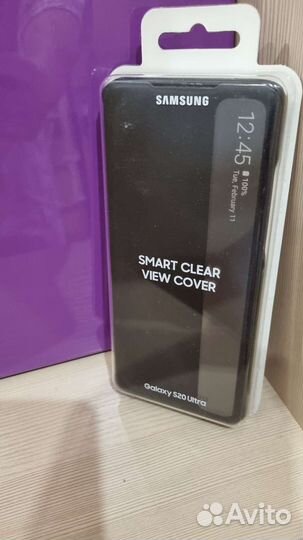 SAMSUNG
12:45
100%
Tue, February 11
SMART CLEAR
VIEW COVER
Galaxy S20 Ultra
Avito